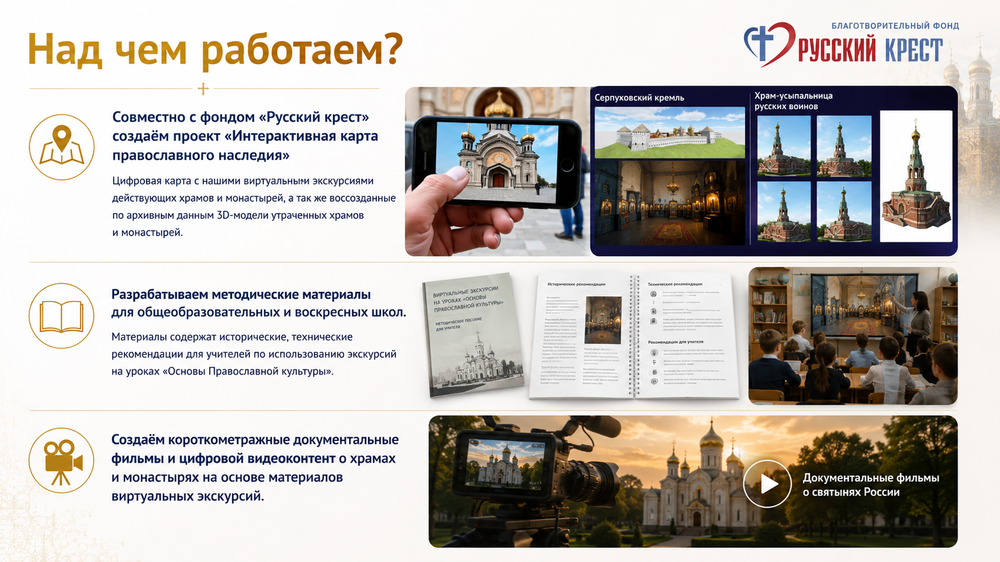 Над чем работаем?
БЛАГОТВОРИТЕЛЬНЫЙ ФОНД
РУССКИЙ КРЕСТ
Совместно с фондом «Русский крест»
создаём проект «Интерактивная карта
православного наследия»
Цифровая карта с нашими виртуальными экскурсиями
действующих храмов и монастырей, а так же воссозданные
по архивным данным 3D-модели утраченных храмов
и монастырей.
Серпуховский кремль
Храм-усыпальница
русских воинов
Разрабатываем методические материалы
для общеобразовательных и воскресных школ.
Материалы содержат исторические, технические
рекомендации для учителей по использованию экскурсий
на уроках «Основы Православной культуры».
ВИРТУАЛЬНЫЕ ЭКСКУРСИИ
НА УРОКАХ «ОСНОВЫ
ПРАВОСЛАВНОЙ КУЛЬТУРЫ»
МЕТОДИЧЕСКОЕ ПОСОБИЕ
ДЛЯ УЧИТЕЛЯ
Исторические рекомендации
Технические рекомендации
Рекомендации для учителя
Создаём короткометражные документальные
фильмы и цифровой видеоконтент о храмах
и монастырях на основе материалов
виртуальных экскурсий.
Документальные фильмы
о святынях России